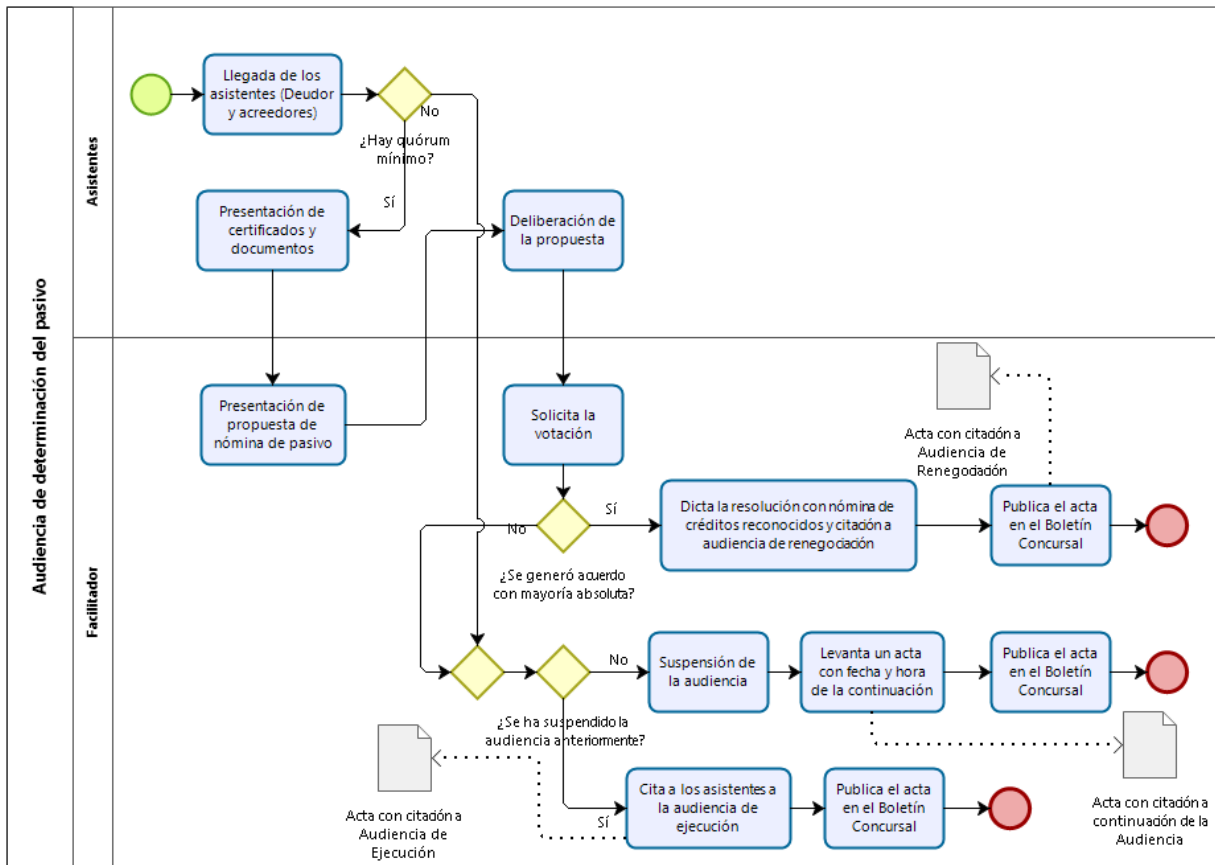 Audiencia de determinación del pasivo
Asistentes
Llegada de los
asistentes (Deudor
y acreedores)
No
¿Hay quórum
mínimo?
Sí
Presentación de
certificados y
documentos
Deliberación de
la propuesta
Facilitador
Presentación de
propuesta de
nómina de pasivo
Solicita la
votación
Acta con citación a
Audiencia de
Renegociación
No
Sí
Dicta la resolución con nómina de
créditos reconocidos y citación a
audiencia de renegociación
Publica el acta
en el Boletín
Concursal
¿Se generó acuerdo
con mayoría absoluta?
No
Suspensión de
la audiencia
Levanta un acta
con fecha y hora
de la continuación
Publica el acta
en el Boletín
Concursal
¿Se ha suspendido la
audiencia anteriormente?
Sí
Cita a los asistentes a
la audiencia de
ejecución
Publica el acta
en el Boletín
Concursal
Acta con citación a
Audiencia de
Ejecución
Acta con citación a
continuación de la
Audiencia